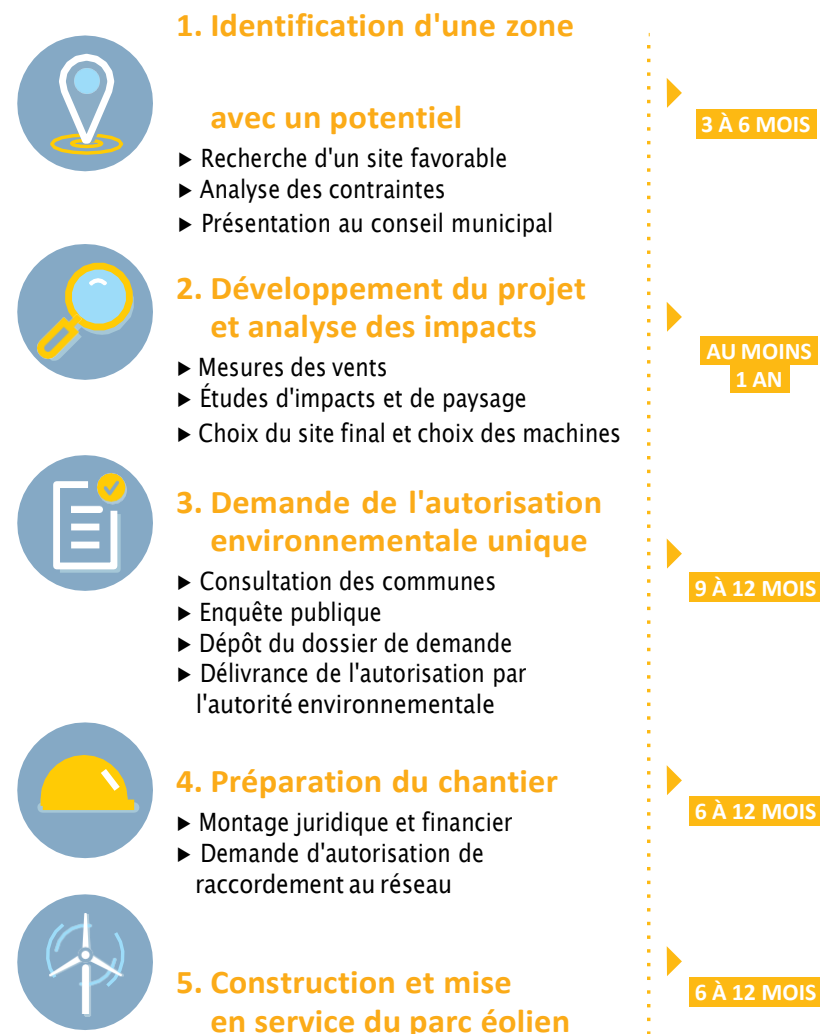 1. Identification d'une zone
avec un potentiel
3 À 6 MOIS
▶ Recherche d'un site favorable
▶ Analyse des contraintes
▶ Présentation au conseil municipal
2. Développement du projet
et analyse des impacts
AU MOINS
1 AN
▶ Mesures des vents
▶ Études d'impacts et de paysage
▶ Choix du site final et choix des machines
3. Demande de l'autorisation
environnementale unique
9 À 12 MOIS
▶ Consultation des communes
▶ Enquête publique
▶ Dépôt du dossier de demande
▶ Délivrance de l'autorisation par
l'autorité environnementale
4. Préparation du chantier
6 À 12 MOIS
▶ Montage juridique et financier
▶ Demande d'autorisation de
raccordement au réseau
5. Construction et mise
en service du parc éolien
6 À 12 MOIS